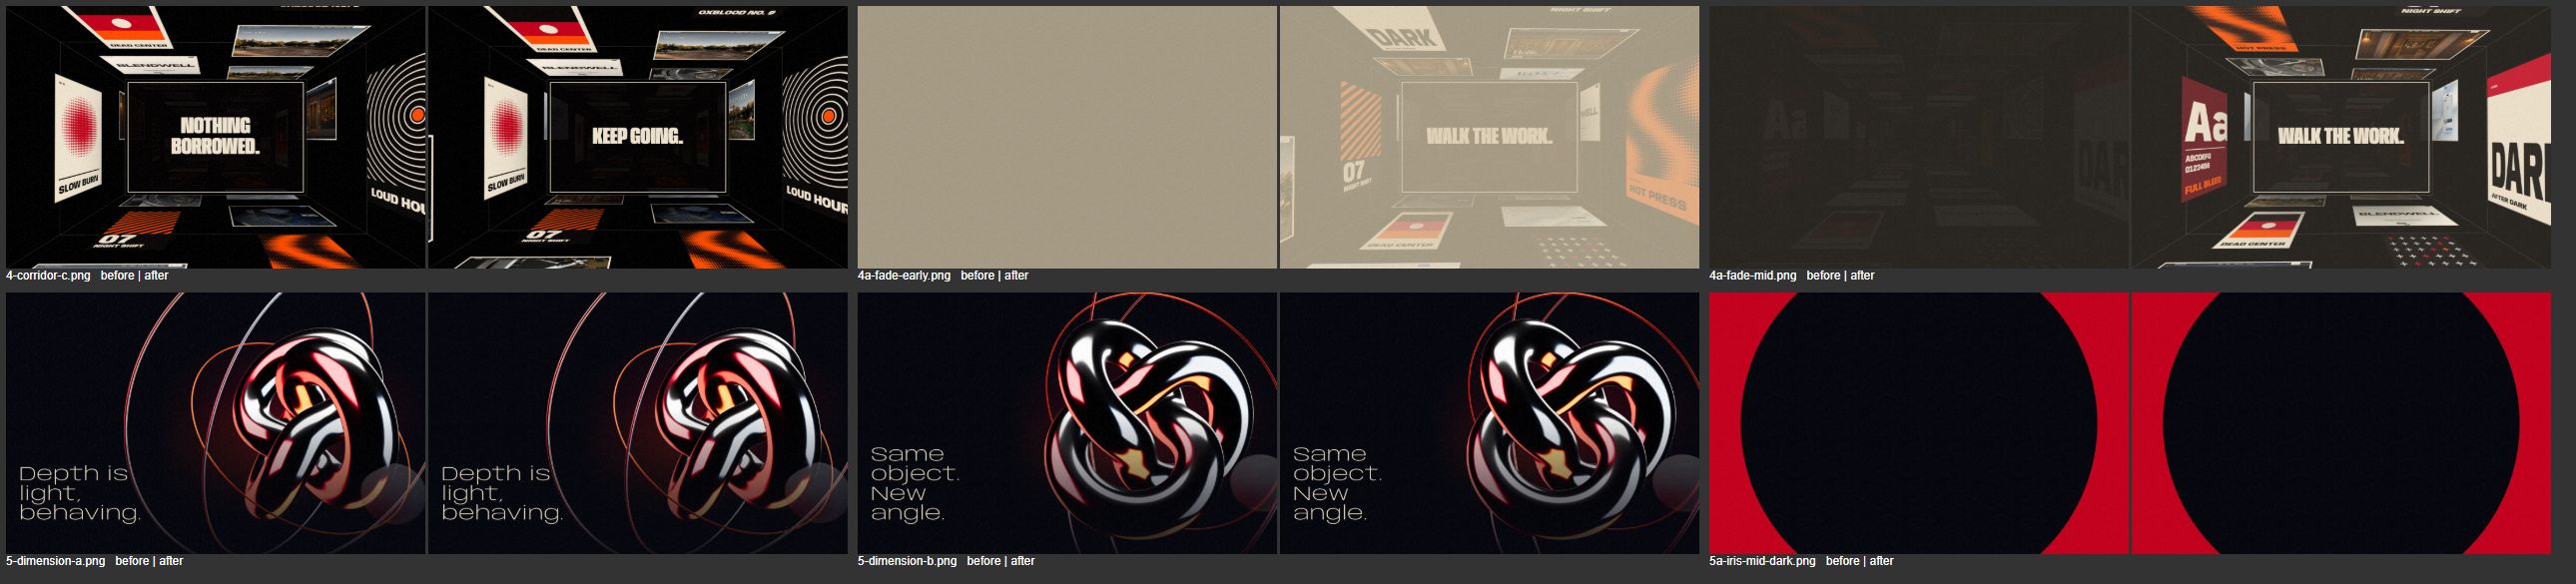 OXBLOOD NO. 9
DEAD CENTER
BLENDWELL
NOTHING
BORROWED.
SLOW BURN
LOUD HOU
07
NIGHT SHIFT
DEAD CENTER
BLENDWELL
KEEP GOING.
SLOW BURN
LOUD HOUR
07
NIGHT SHIFT
4-corridor-c.png before | after
NIGHT SHIFT
DARK
WALK THE WORK.
07
NIGHT SHIFT
HOT PRESS
DEAD CENTER
4a-fade-early.png before | after
DAR
NIGHT SHIFT
HOT PRESS
Aa
ABCDEFG
0123456
FULL BLEED
WALK THE WORK.
DARK
AFTER DARK
DEAD CENTER
BLENDWELL
4a-fade-mid.png before | after
Depth is
light,
behaving.
Depth is
light,
behaving.
5-dimension-a.png before | after
Same
object.
New
angle.
Same
object.
New
angle.
5-dimension-b.png before | after
5a-iris-mid-dark.png before | after